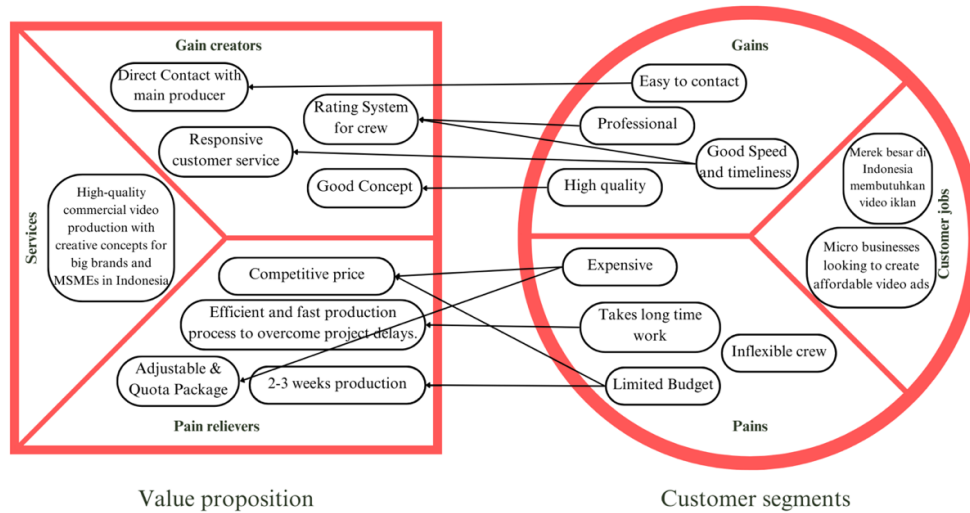 Gain creators
Direct Contact with
main producer
Rating System
for crew
Responsive
customer service
Good Concept
Services
High-quality
commercial video
production with
creative concepts for
big brands and
MSMEs in Indonesia
Competitive price
Efficient and fast production
process to overcome project delays.
Adjustable &
Quota Package
2-3 weeks production
Pain relievers
Value proposition
Gains
Easy to contact
Professional
Good Speed
and timeliness
High quality
Merek besar di
Indonesia
membutuhkan
video iklan
Micro businesses
looking to create
affordable video ads
Customer jobs
Expensive
Takes long time
work
Inflexible crew
Limited Budget
Pains
Customer segments